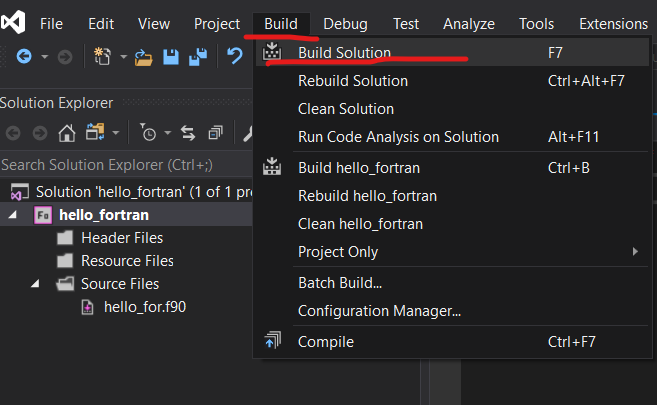 File Edit View Project Build Debug Test Analyze Tools Extensions
Build Solution F7
Rebuild Solution Ctrl+Alt+F7
Clean Solution
Run Code Analysis on Solution Alt+F11
Build hello_fortran Ctrl+B
Rebuild hello_fortran
Clean hello_fortran
Project Only
Batch Build...
Configuration Manager...
Compile Ctrl+F7
Solution Explorer
Search Solution Explorer (Ctrl+;)
Solution 'hello_fortran' (1 of 1 pr
hello_fortran
Header Files
Resource Files
Source Files
hello_for.f90